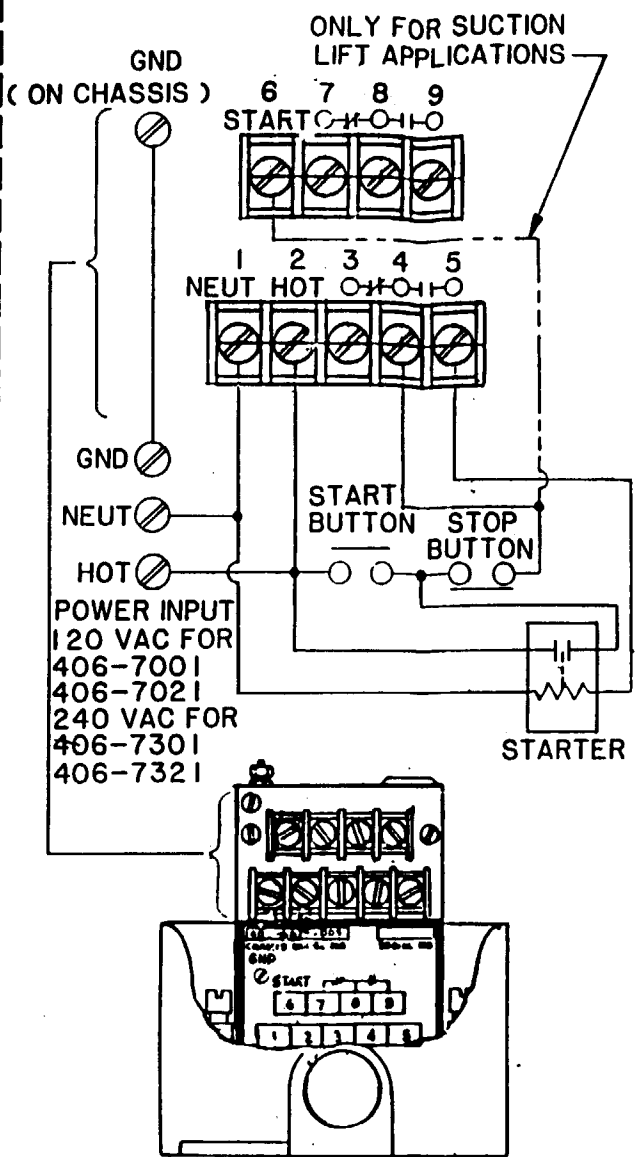 ONLY FOR SUCTION
LIFT APPLICATIONS
GND
( ON CHASSIS )
6 7 8 9
START
1 2 3 4 5
NEUT HOT
GND
NEUT
HOT
START
BUTTON
STOP
BUTTON
POWER INPUT
120 VAC FOR
406-7001
406-7021
240 VAC FOR
406-7301
406-7321
STARTER
GND
START
6 7 8 9
1 2 3 4 5